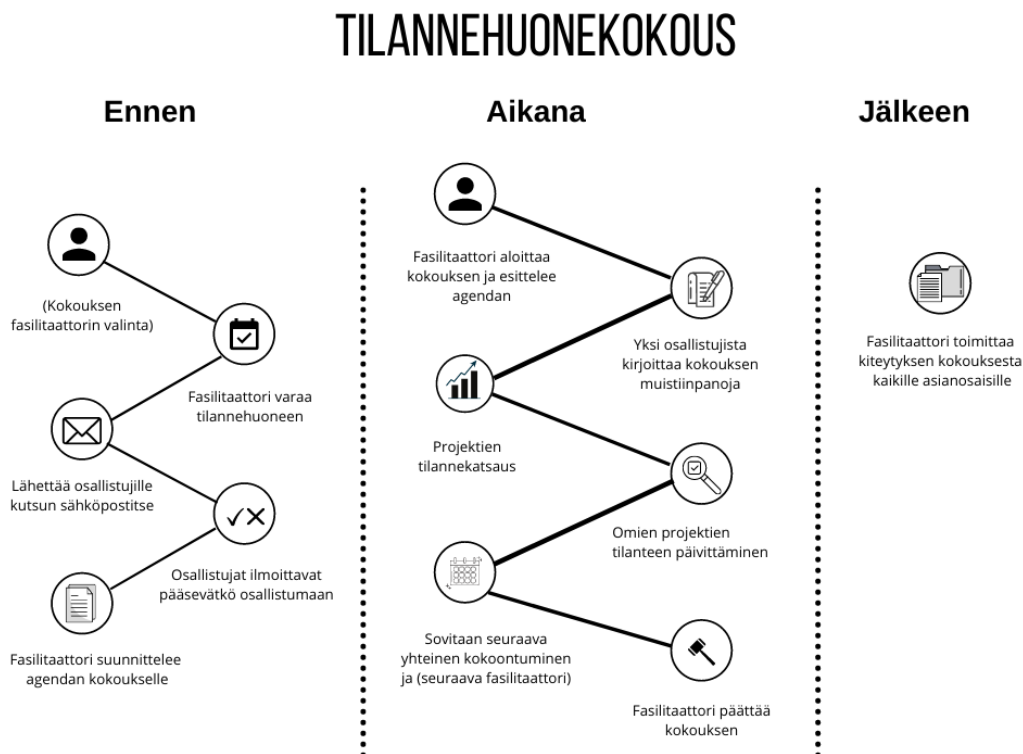 TILANNEHUONEKOKOUS
Ennen
(Kokouksen
fasilitaattorin valinta)
Fasilitaattori varaa
tilannehuoneen
Lähettää osallistujille
kutsun sähköpostitse
Osallistujat ilmoittavat
pääsevätkö osallistumaan
Fasilitaattori suunnittelee
agendan kokoukselle
Aikana
Fasilitaattori aloittaa
kokouksen ja esittelee
agendan
Yksi osallistujista
kirjoittaa kokouksen
muistiinpanoja
Projektien
tilannekatsaus
Omien projektien
tilanteen päivittäminen
Sovitaan seuraava
yhteinen kokoontuminen
ja (seuraava fasilitaattori)
Fasilitaattori päättää
kokouksen
Jälkeen
Fasilitaattori toimittaa
kiteytyksen kokouksesta
kaikille asianosaisille